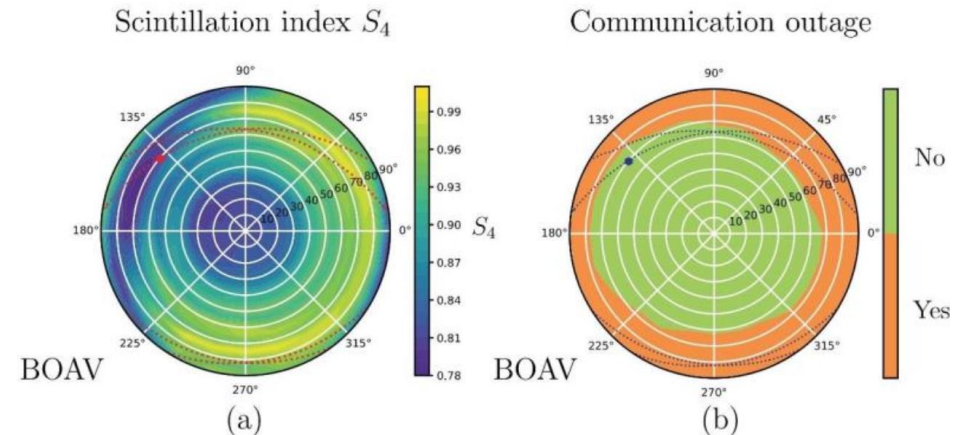 Scintillation index S₄
Communication outage
90°
135°
45°
10 20 30 40 50 60 70 80 90°
180°
0°
225°
315°
270°
0.99
0.96
0.93
0.90
0.87
0.84
0.81
0.78
S₄
BOAV
(a)
90°
135°
45°
10 20 30 40 50 60 70 80 90°
180°
0°
225°
315°
270°
No
Yes
BOAV
(b)